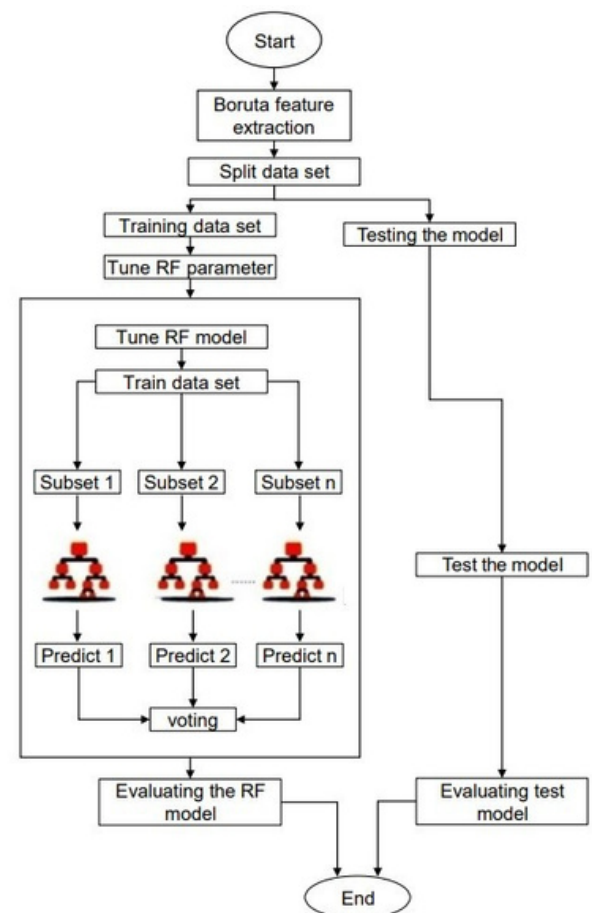 Start
Boruta feature
extraction
Split data set
Training data set
Testing the model
Tune RF parameter
Tune RF model
Train data set
Subset 1
Subset 2
Subset n
......
Test the model
Predict 1
Predict 2
Predict n
voting
Evaluating the RF
model
Evaluating test
model
End